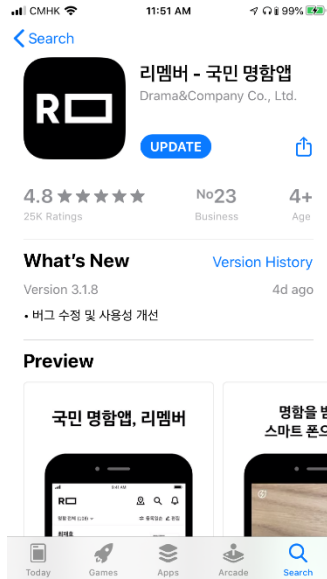 CMHK 11:51 AM 99%
Search
리멤버 - 국민 명함앱
Drama&Company Co., Ltd.
R
UPDATE
4.8 No23 4+
25K Ratings Business Age
What's New Version History
Version 3.1.8 4d ago
• 버그 수정 및 사용성 개선
Preview
국민 명함앱, 리멤버
명함을
스마트 폰으
9:41 AM
R
Today Games Apps Arcade Search